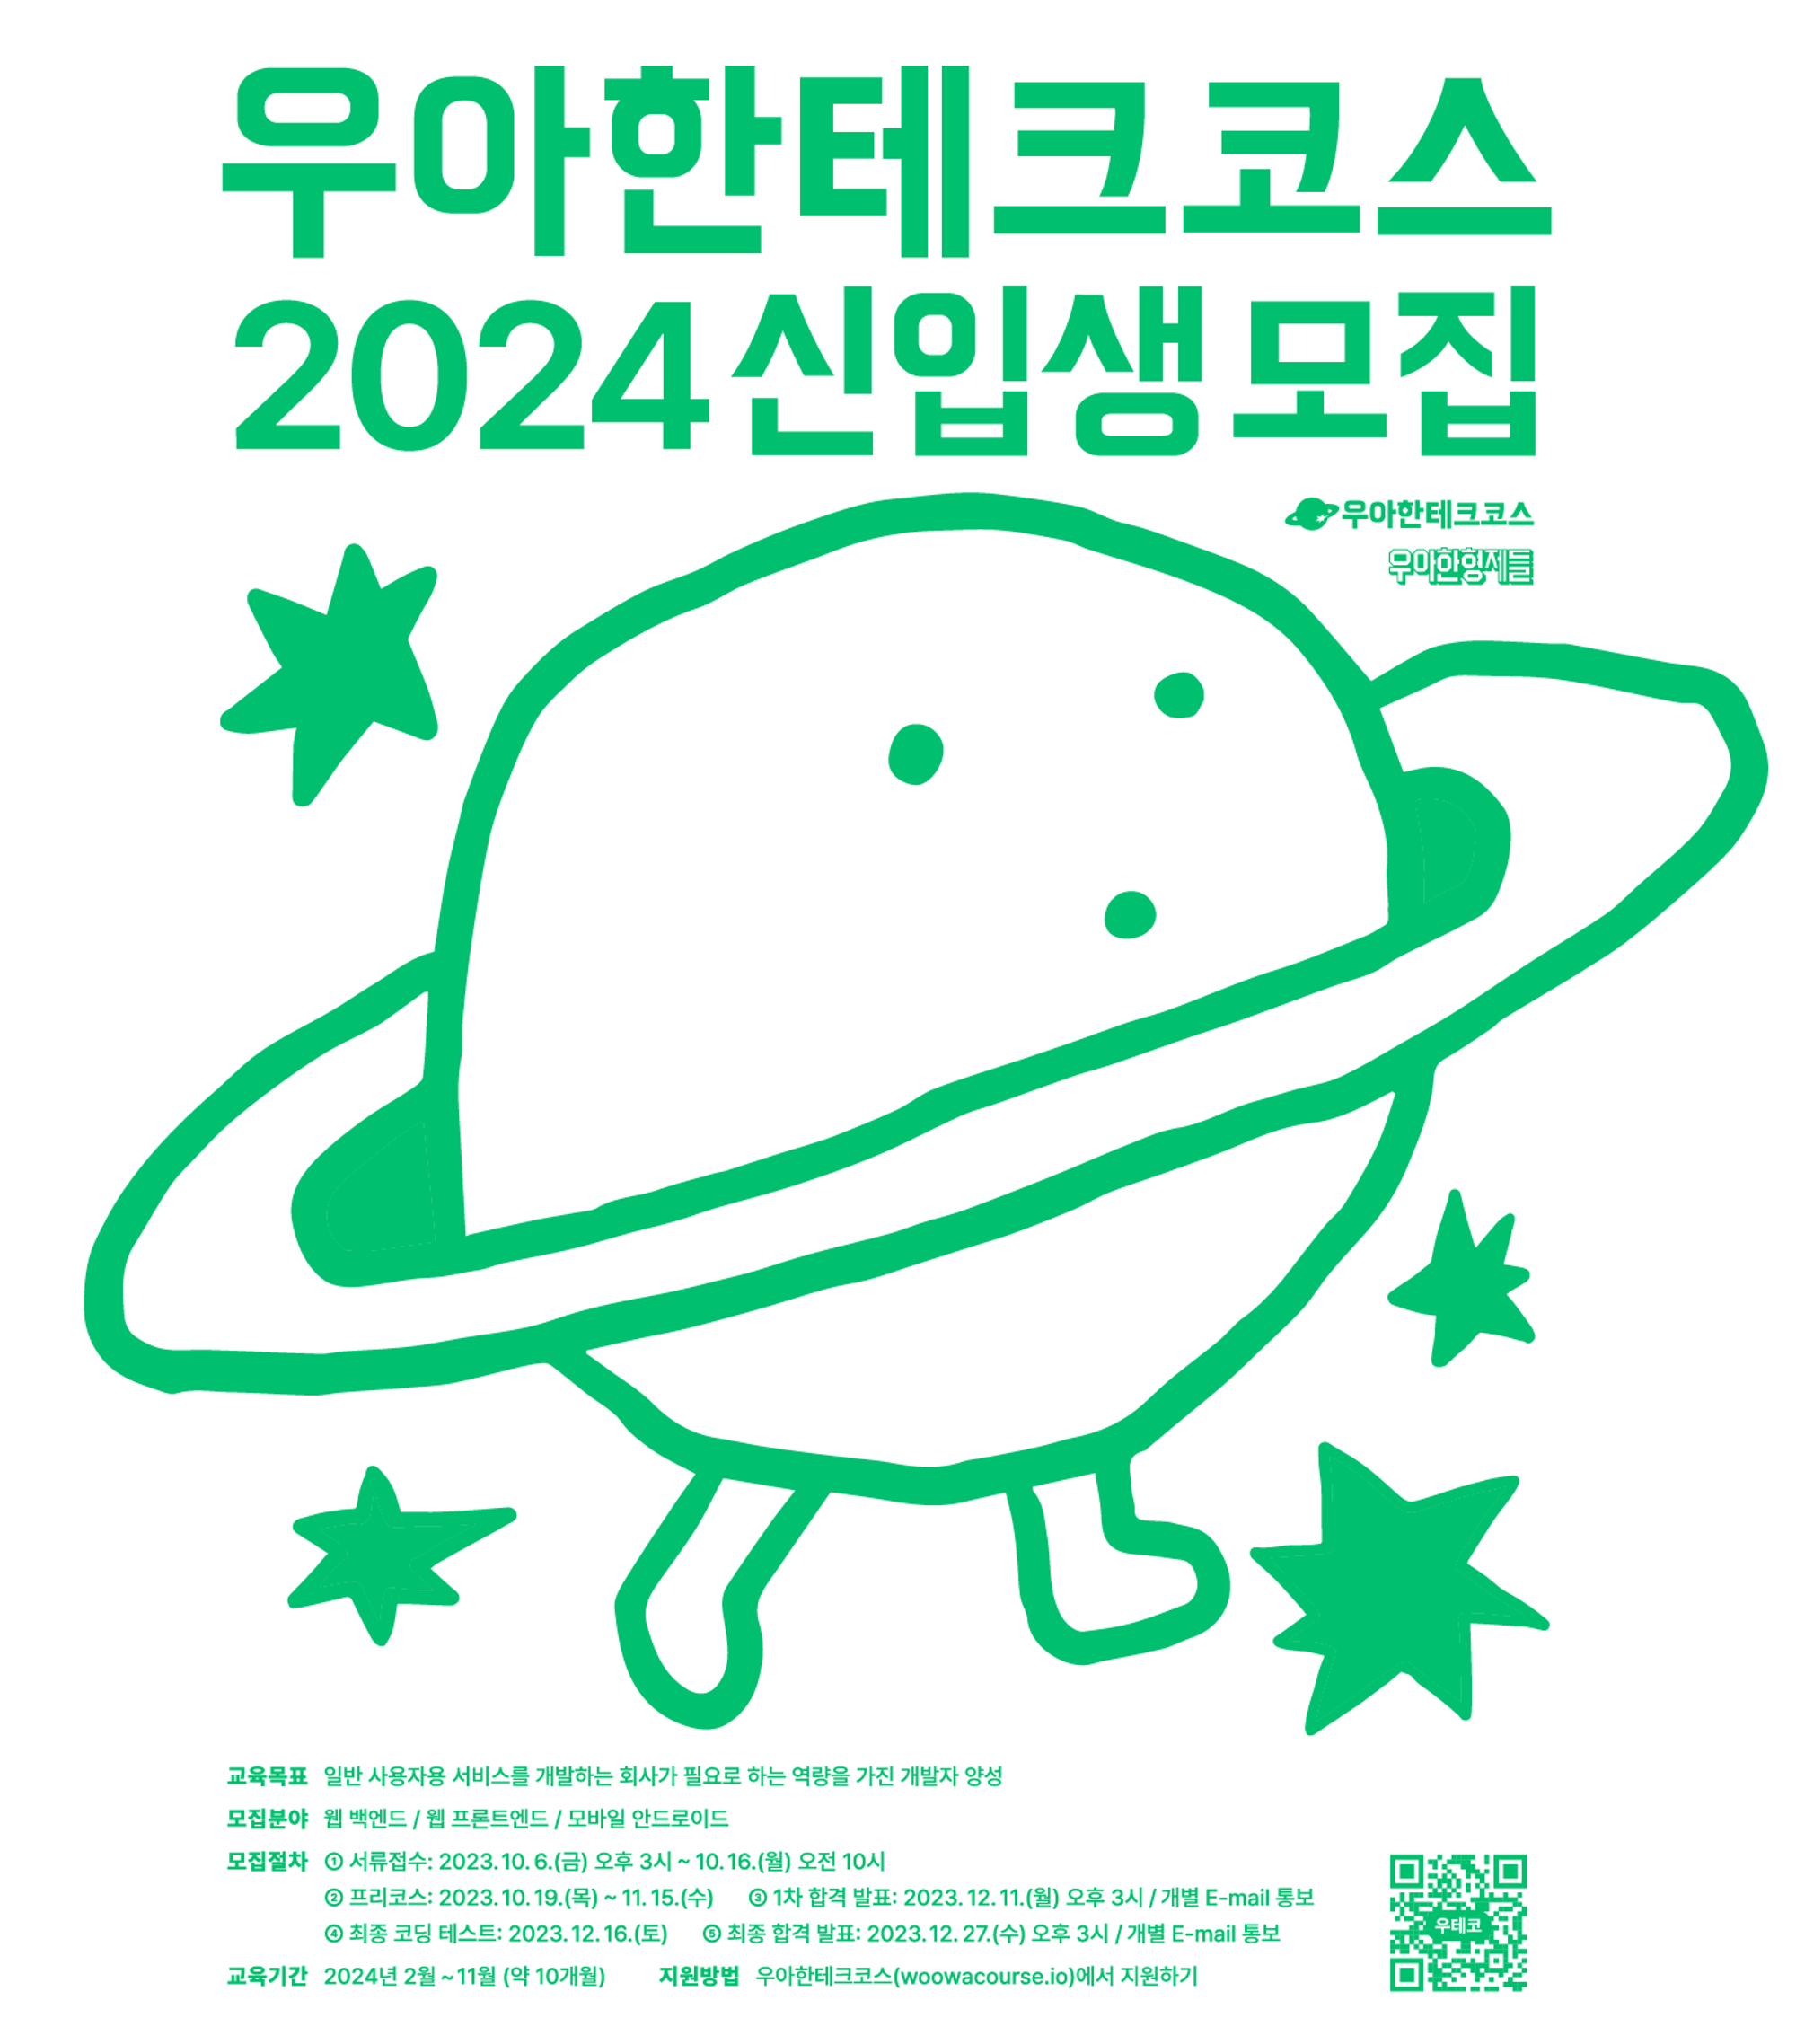 우아한테크코스
2024 신입생 모집
우아한테크코스
우아한형제들
교육목표 일반 사용자용 서비스를 개발하는 회사가 필요로 하는 역량을 가진 개발자 양성
모집분야 웹 백엔드 / 웹 프론트엔드 / 모바일 안드로이드
모집절차 ① 서류접수: 2023. 10. 6.(금) 오후 3시 ~ 10. 16.(월) 오전 10시
② 프리코스: 2023. 10. 19.(목) ~ 11. 15.(수) ③ 1차 합격 발표: 2023. 12. 11.(월) 오후 3시 / 개별 E-mail 통보
④ 최종 코딩 테스트: 2023. 12. 16.(토) ⑤ 최종 합격 발표: 2023. 12. 27.(수) 오후 3시 / 개별 E-mail 통보
우테코
교육기간 2024년 2월 ~ 11월 (약 10개월) 지원방법 우아한테크코스(woowacourse.io)에서 지원하기